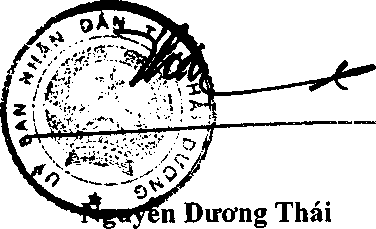 UỶ BAN NHÂN DÂN T HẢI DƯƠNG
Nguyễn Dương Thái